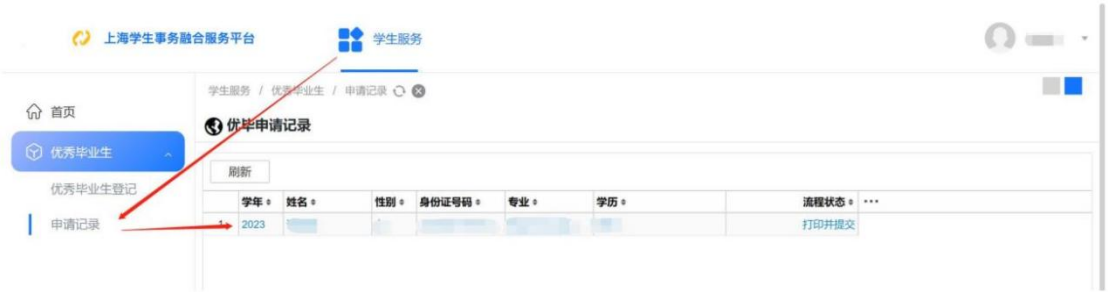 上海学生事务融合服务平台 学生服务
学生服务 / 优秀毕业生 / 申请记录
首页
优毕申请记录
优秀毕业生
刷新
优秀毕业生登记
学年 姓名 性别 身份证号码 专业 学历 流程状态 ...
申请记录
1 2023 打印并提交